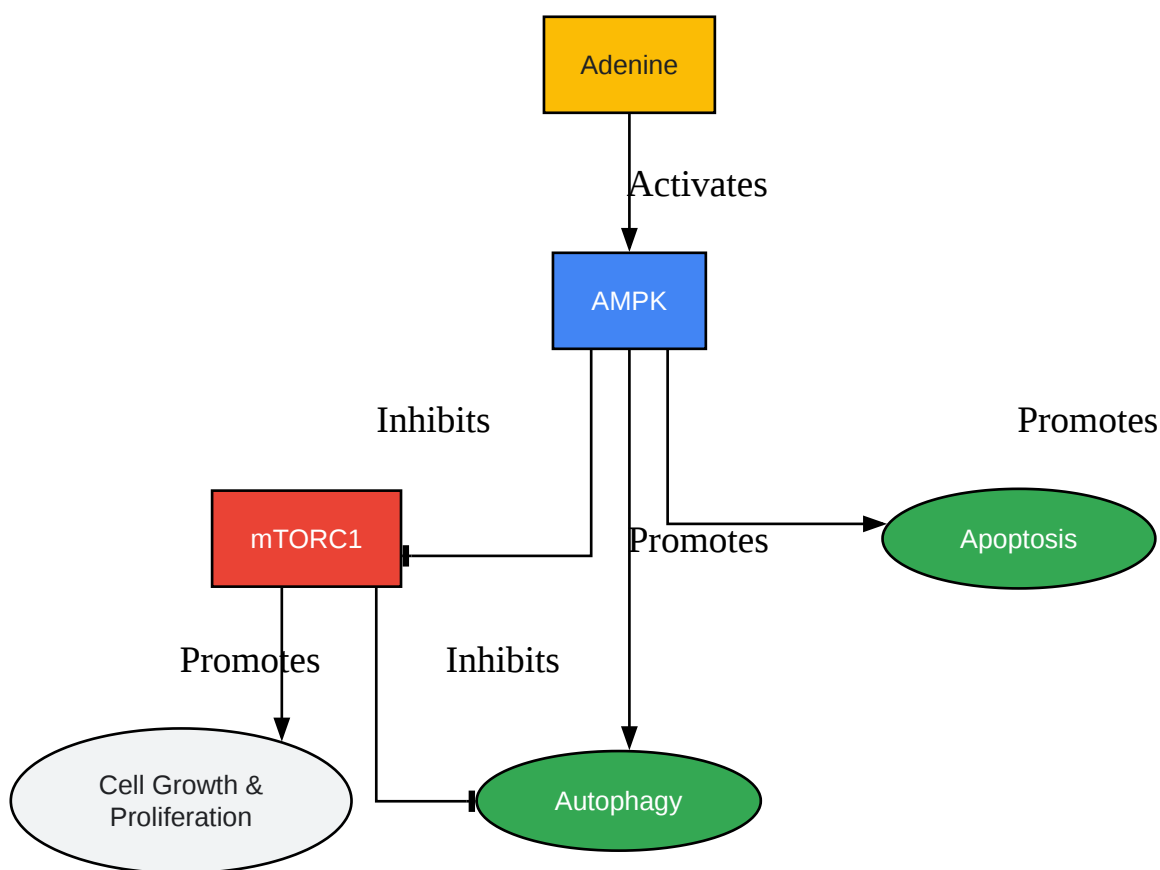 Adenine
Activates
AMPK
Inhibits
Promotes
mTORC1
Promotes
Apoptosis
Promotes
Inhibits
Cell Growth &
Proliferation
Autophagy